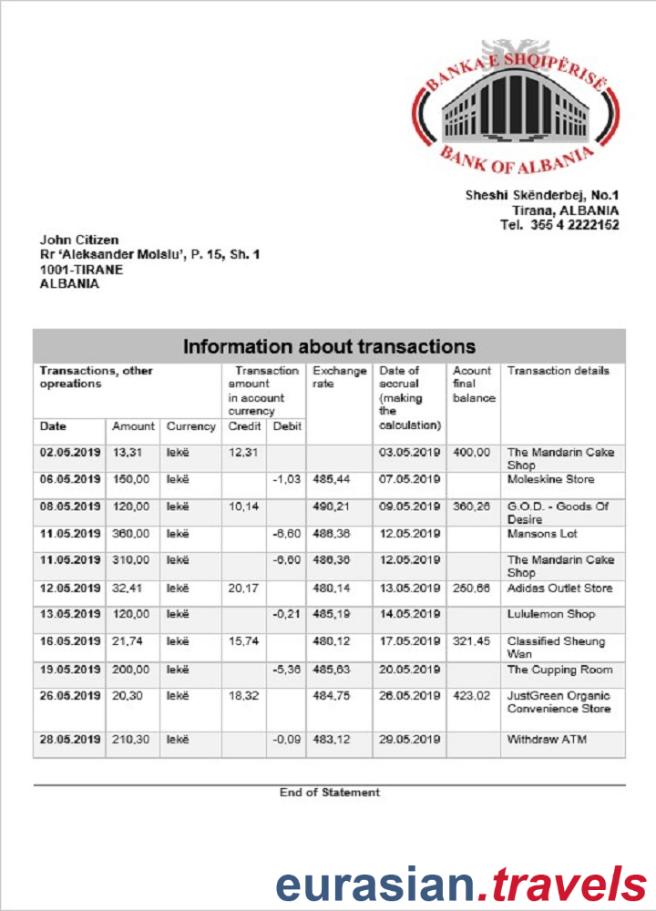 BANKA E SHQIPËRISË
BANK OF ALBANIA
Sheshi Skënderbej, No.1
Tirana, ALBANIA
Tel. 355 4 2222152
John Citizen
Rr 'Aleksander Moisiu', P. 15, Sh. 1
1001-TIRANE
ALBANIA
Information about transactions
Transactions, other opreations Transaction amount in account currency Exchange rate Date of accrual (making the calculation) Acount final balance Transaction details
Date Amount Currency Credit Debit
02.05.2019 13,31 lekë 12,31 03.05.2019 400,00 The Mandarin Cake Shop
06.05.2019 150,00 lekë -1,03 485,44 07.05.2019 Moleskine Store
08.05.2019 120,00 lekë 10,14 490,21 09.05.2019 360,26 G.O.D. - Goods Of Desire
11.05.2019 360,00 lekë -6,60 486,36 12.05.2019 Mansons Lot
11.05.2019 310,00 lekë -6,60 486,36 12.05.2019 The Mandarin Cake Shop
12.05.2019 32,41 lekë 20,17 480,14 13.05.2019 250,66 Adidas Outlet Store
13.05.2019 120,00 lekë -0,21 485,19 14.05.2019 Lululemon Shop
16.05.2019 21,74 lekë 15,74 480,12 17.05.2019 321,45 Classified Sheung Wan
19.05.2019 200,00 lekë -5,36 485,63 20.05.2019 The Cupping Room
26.05.2019 20,30 lekë 18,32 484,75 26.05.2019 423,02 JustGreen Organic Convenience Store
28.05.2019 210,30 lekë -0,09 483,12 29.05.2019 Withdraw ATM
End of Statement
eurasian.travels